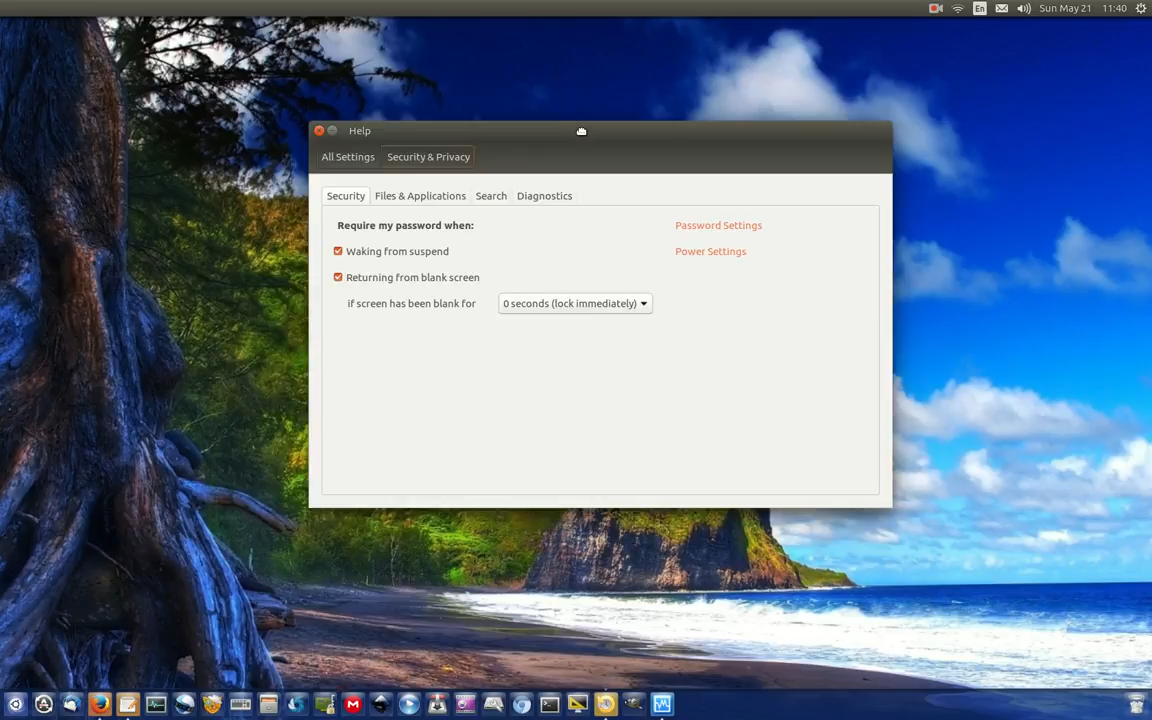 En Sun May 21 11:40
Help
All Settings Security & Privacy
Security Files & Applications Search Diagnostics
Require my password when: Password Settings
Waking from suspend Power Settings
Returning from blank screen
if screen has been blank for 0 seconds (lock immediately)